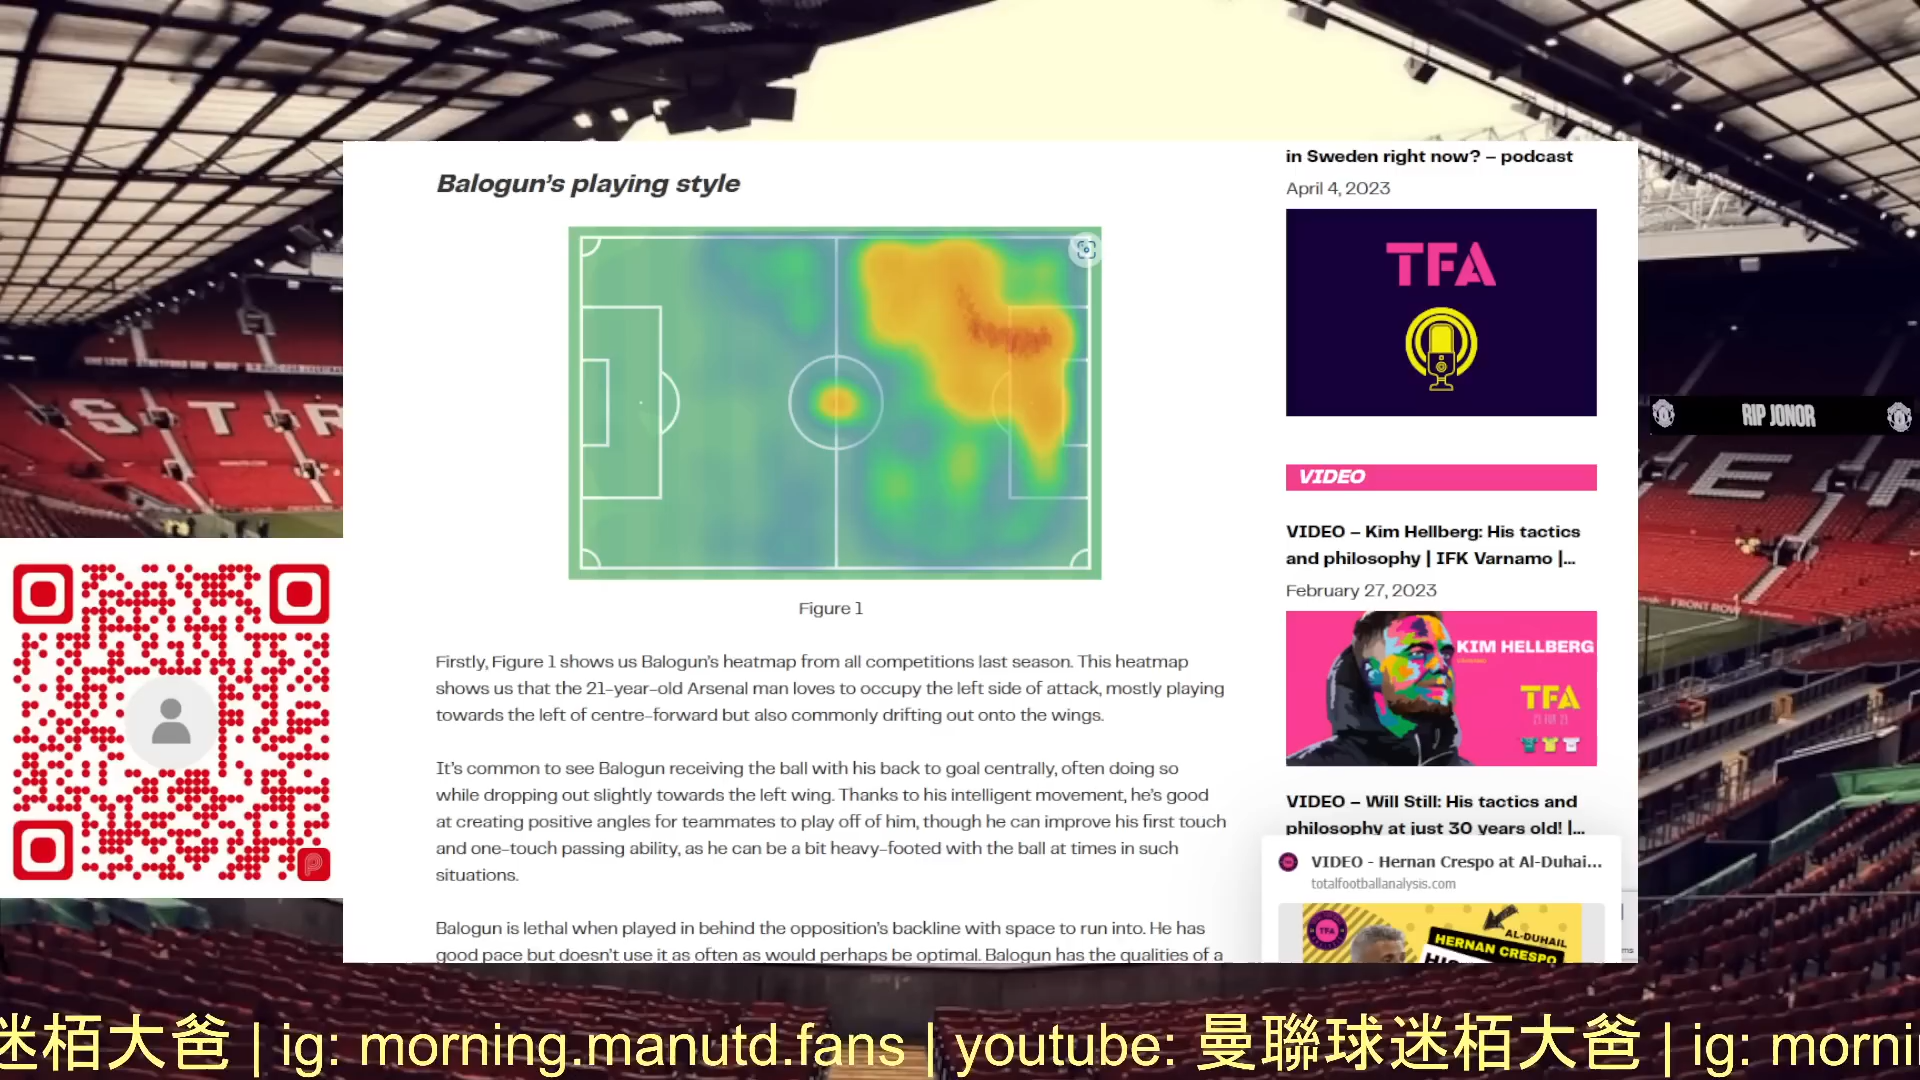 Balogun's playing style
Figure 1
Firstly, Figure 1 shows us Balogun's heatmap from all competitions last season. This heatmap
shows us that the 21-year-old Arsenal man loves to occupy the left side of attack, mostly playing
towards the left of centre-forward but also commonly drifting out onto the wings.
It's common to see Balogun receiving the ball with his back to goal centrally, often doing so
while dropping out slightly towards the left wing. Thanks to his intelligent movement, he's good
at creating positive angles for teammates to play off of him, though he can improve his first touch
and one-touch passing ability, as he can be a bit heavy-footed with the ball at times in such
situations.
Balogun is lethal when played in behind the opposition's backline with space to run into. He has
good pace but doesn't use it as often as would perhaps be optimal. Balogun has the qualities of a
in Sweden right now? – podcast
April 4, 2023
TFA
VIDEO
VIDEO – Kim Hellberg: His tactics
and philosophy | IFK Varnamo |...
February 27, 2023
KIM HELLBERG
TFA
VIDEO – Will Still: His tactics and
philosophy at just 30 years old! |...
VIDEO - Hernan Crespo at Al-Duhai...
totalfootballanalysis.com
TFA
AL-DUHAIL
HERNAN CRESPO
STR
RIP JONOR
E F
FRONT ROW
迷栢大爸 | ig: morning.manutd.fans | youtube: 曼聯球迷栢大爸 | ig: morni